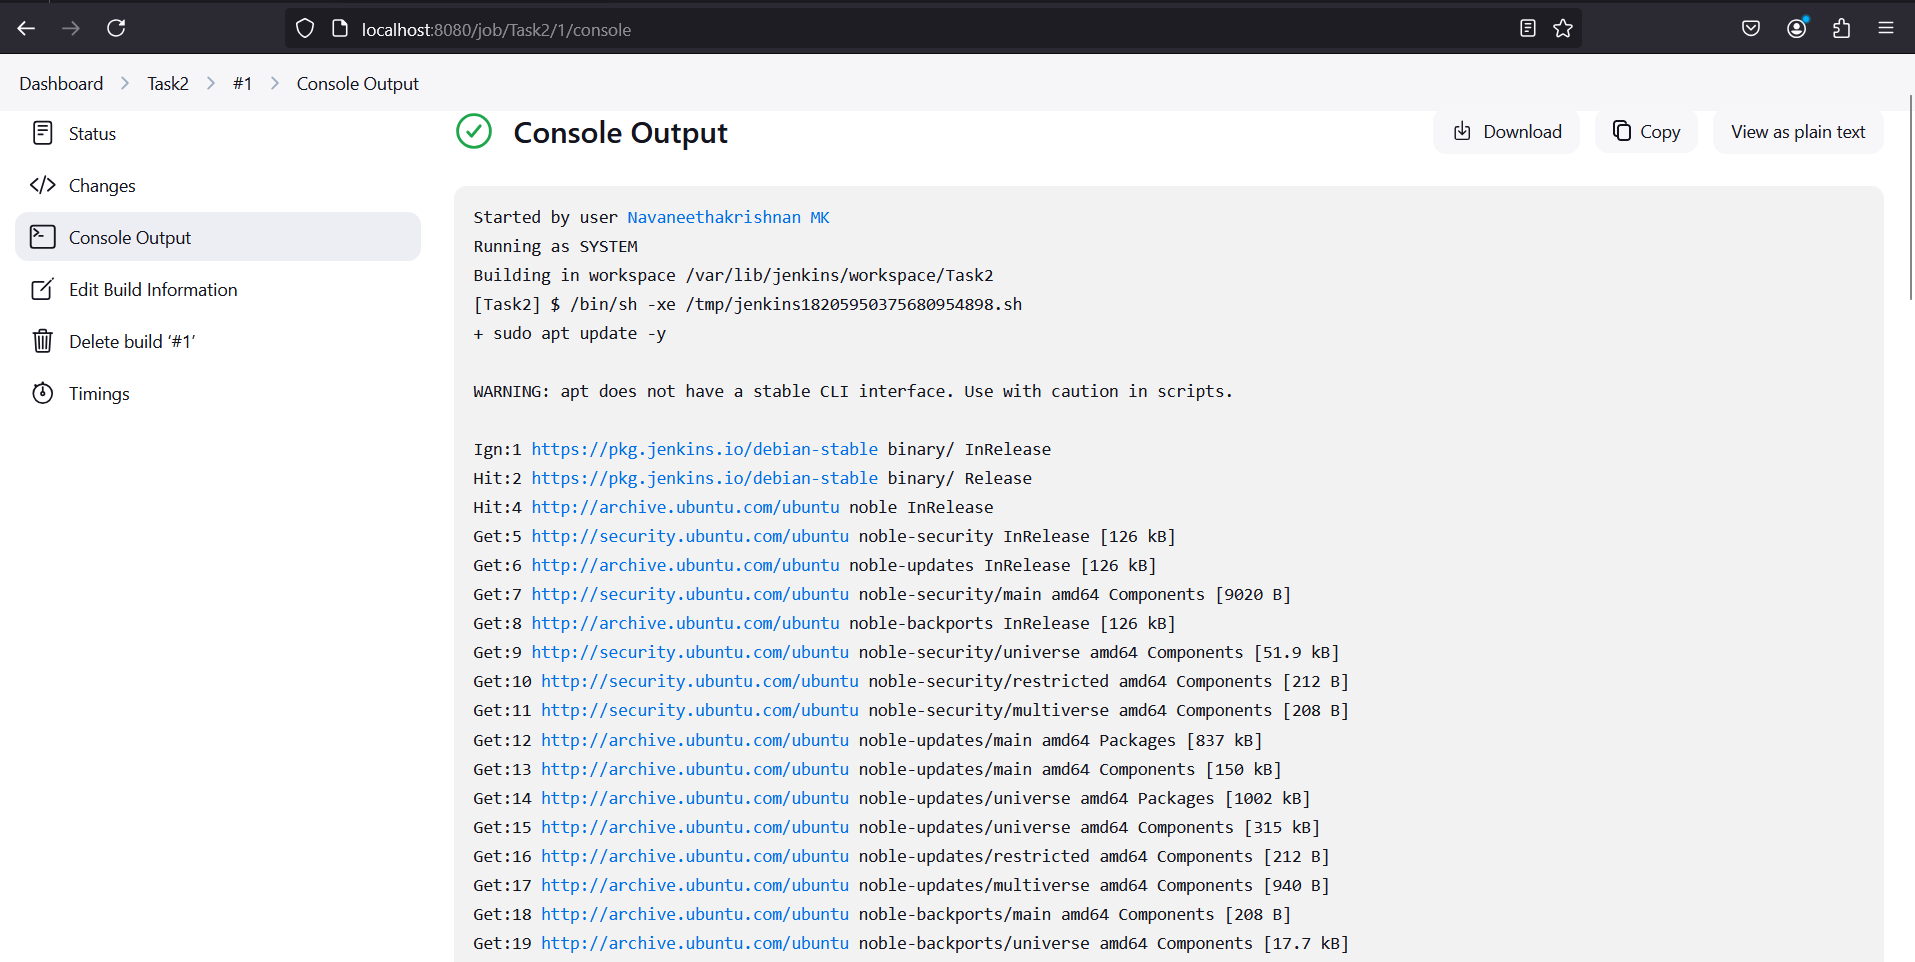 localhost:8080/job/Task2/1/console
Dashboard > Task2 > #1 > Console Output
Status
Changes
Console Output
Edit Build Information
Delete build ‘#1’
Timings
Console Output
Download
Copy
View as plain text
Started by user Navaneethakrishnan MK
Running as SYSTEM
Building in workspace /var/lib/jenkins/workspace/Task2
[Task2] $ /bin/sh -xe /tmp/jenkins18205950375680954898.sh
+ sudo apt update -y
WARNING: apt does not have a stable CLI interface. Use with caution in scripts.
Ign:1 https://pkg.jenkins.io/debian-stable binary/ InRelease
Hit:2 https://pkg.jenkins.io/debian-stable binary/ Release
Hit:4 http://archive.ubuntu.com/ubuntu noble InRelease
Get:5 http://security.ubuntu.com/ubuntu noble-security InRelease [126 kB]
Get:6 http://archive.ubuntu.com/ubuntu noble-updates InRelease [126 kB]
Get:7 http://security.ubuntu.com/ubuntu noble-security/main amd64 Components [9020 B]
Get:8 http://archive.ubuntu.com/ubuntu noble-backports InRelease [126 kB]
Get:9 http://security.ubuntu.com/ubuntu noble-security/universe amd64 Components [51.9 kB]
Get:10 http://security.ubuntu.com/ubuntu noble-security/restricted amd64 Components [212 B]
Get:11 http://security.ubuntu.com/ubuntu noble-security/multiverse amd64 Components [208 B]
Get:12 http://archive.ubuntu.com/ubuntu noble-updates/main amd64 Packages [837 kB]
Get:13 http://archive.ubuntu.com/ubuntu noble-updates/main amd64 Components [150 kB]
Get:14 http://archive.ubuntu.com/ubuntu noble-updates/universe amd64 Packages [1002 kB]
Get:15 http://archive.ubuntu.com/ubuntu noble-updates/universe amd64 Components [315 kB]
Get:16 http://archive.ubuntu.com/ubuntu noble-updates/restricted amd64 Components [212 B]
Get:17 http://archive.ubuntu.com/ubuntu noble-updates/multiverse amd64 Components [940 B]
Get:18 http://archive.ubuntu.com/ubuntu noble-backports/main amd64 Components [208 B]
Get:19 http://archive.ubuntu.com/ubuntu noble-backports/universe amd64 Components [17.7 kB]